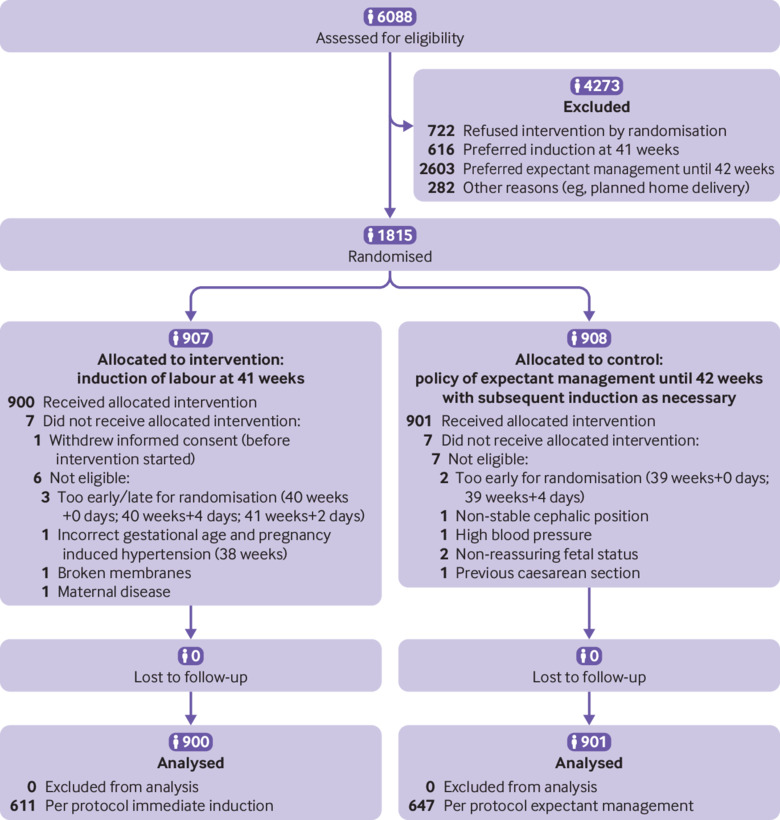 6088
Assessed for eligibility
4273
Excluded
722 Refused intervention by randomisation
616 Preferred induction at 41 weeks
2603 Preferred expectant management until 42 weeks
282 Other reasons (eg, planned home delivery)
1815
Randomised
907
Allocated to intervention:
induction of labour at 41 weeks
900 Received allocated intervention
7 Did not receive allocated intervention:
1 Withdrew informed consent (before
intervention started)
6 Not eligible:
3 Too early/late for randomisation (40 weeks
+0 days; 40 weeks+4 days; 41 weeks+2 days)
1 Incorrect gestational age and pregnancy
induced hypertension (38 weeks)
1 Broken membranes
1 Maternal disease
908
Allocated to control:
policy of expectant management until 42 weeks
with subsequent induction as necessary
901 Received allocated intervention
7 Did not receive allocated intervention:
7 Not eligible:
2 Too early for randomisation (39 weeks+0 days;
39 weeks+4 days)
1 Non-stable cephalic position
1 High blood pressure
2 Non-reassuring fetal status
1 Previous caesarean section
0
Lost to follow-up
0
Lost to follow-up
900
Analysed
0 Excluded from analysis
611 Per protocol immediate induction
901
Analysed
0 Excluded from analysis
647 Per protocol expectant management